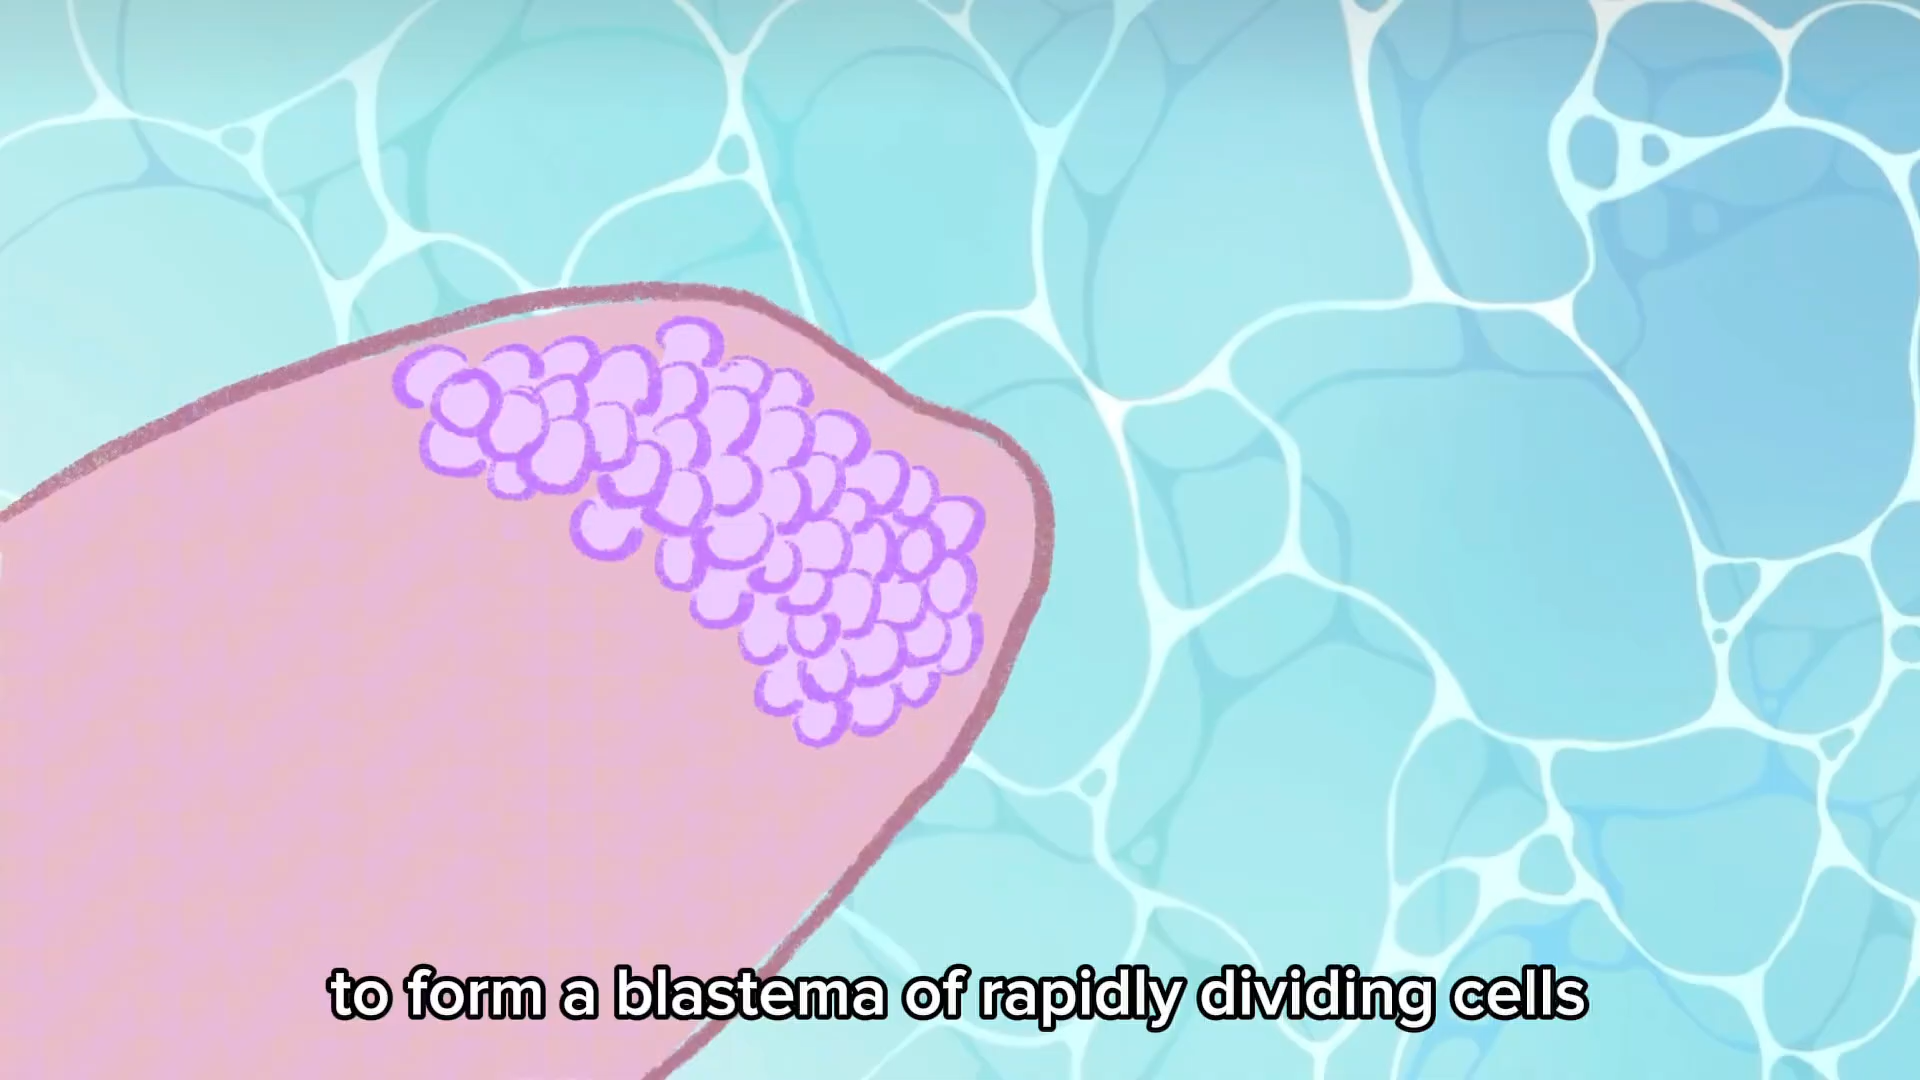 to form a blastema of rapidly dividing cells